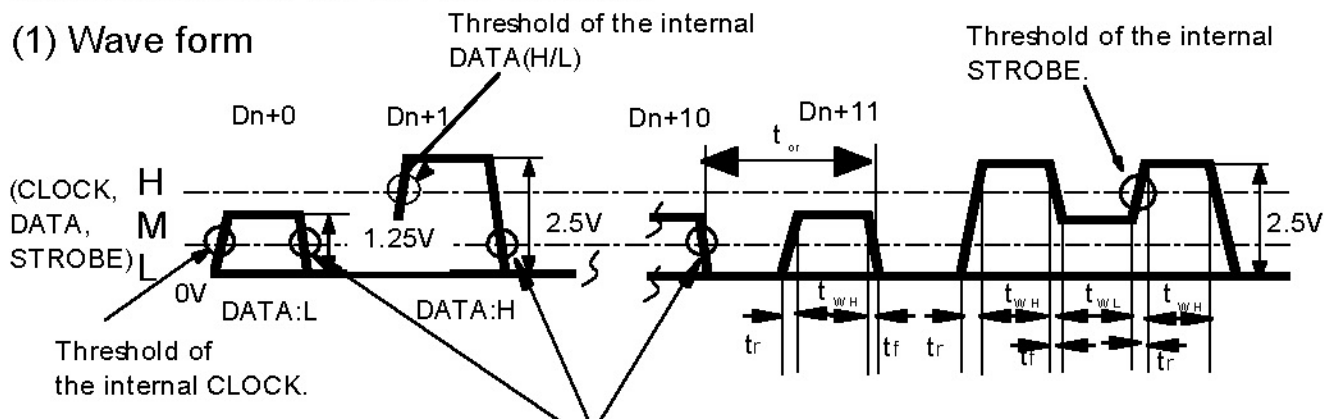 (1) Wave form
Threshold of the internal
DATA(H/L)
Threshold of the internal
STROBE.
Dn+0
Dn+1
Dn+10
Dn+11
t or
(CLOCK,
DATA,
STROBE)
H
M
L
1.25V
2.5V
2.5V
0V
DATA:L
DATA:H
t WH
t WH
t WL
t WH
tr
tf
tr
tf
tr
Threshold of
the internal CLOCK.